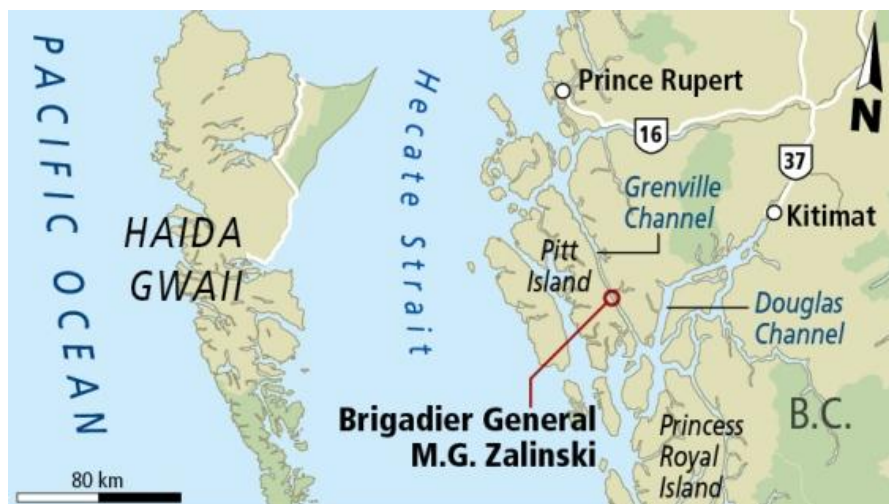 PACIFIC OCEAN
HAIDA
GWAII
Hecate Strait
Prince Rupert
16
37
N
Grenville
Channel
Kitimat
Pitt
Island
Douglas
Channel
Brigadier General
M.G. Zalinski
Princess
Royal
Island
B.C.
80 km